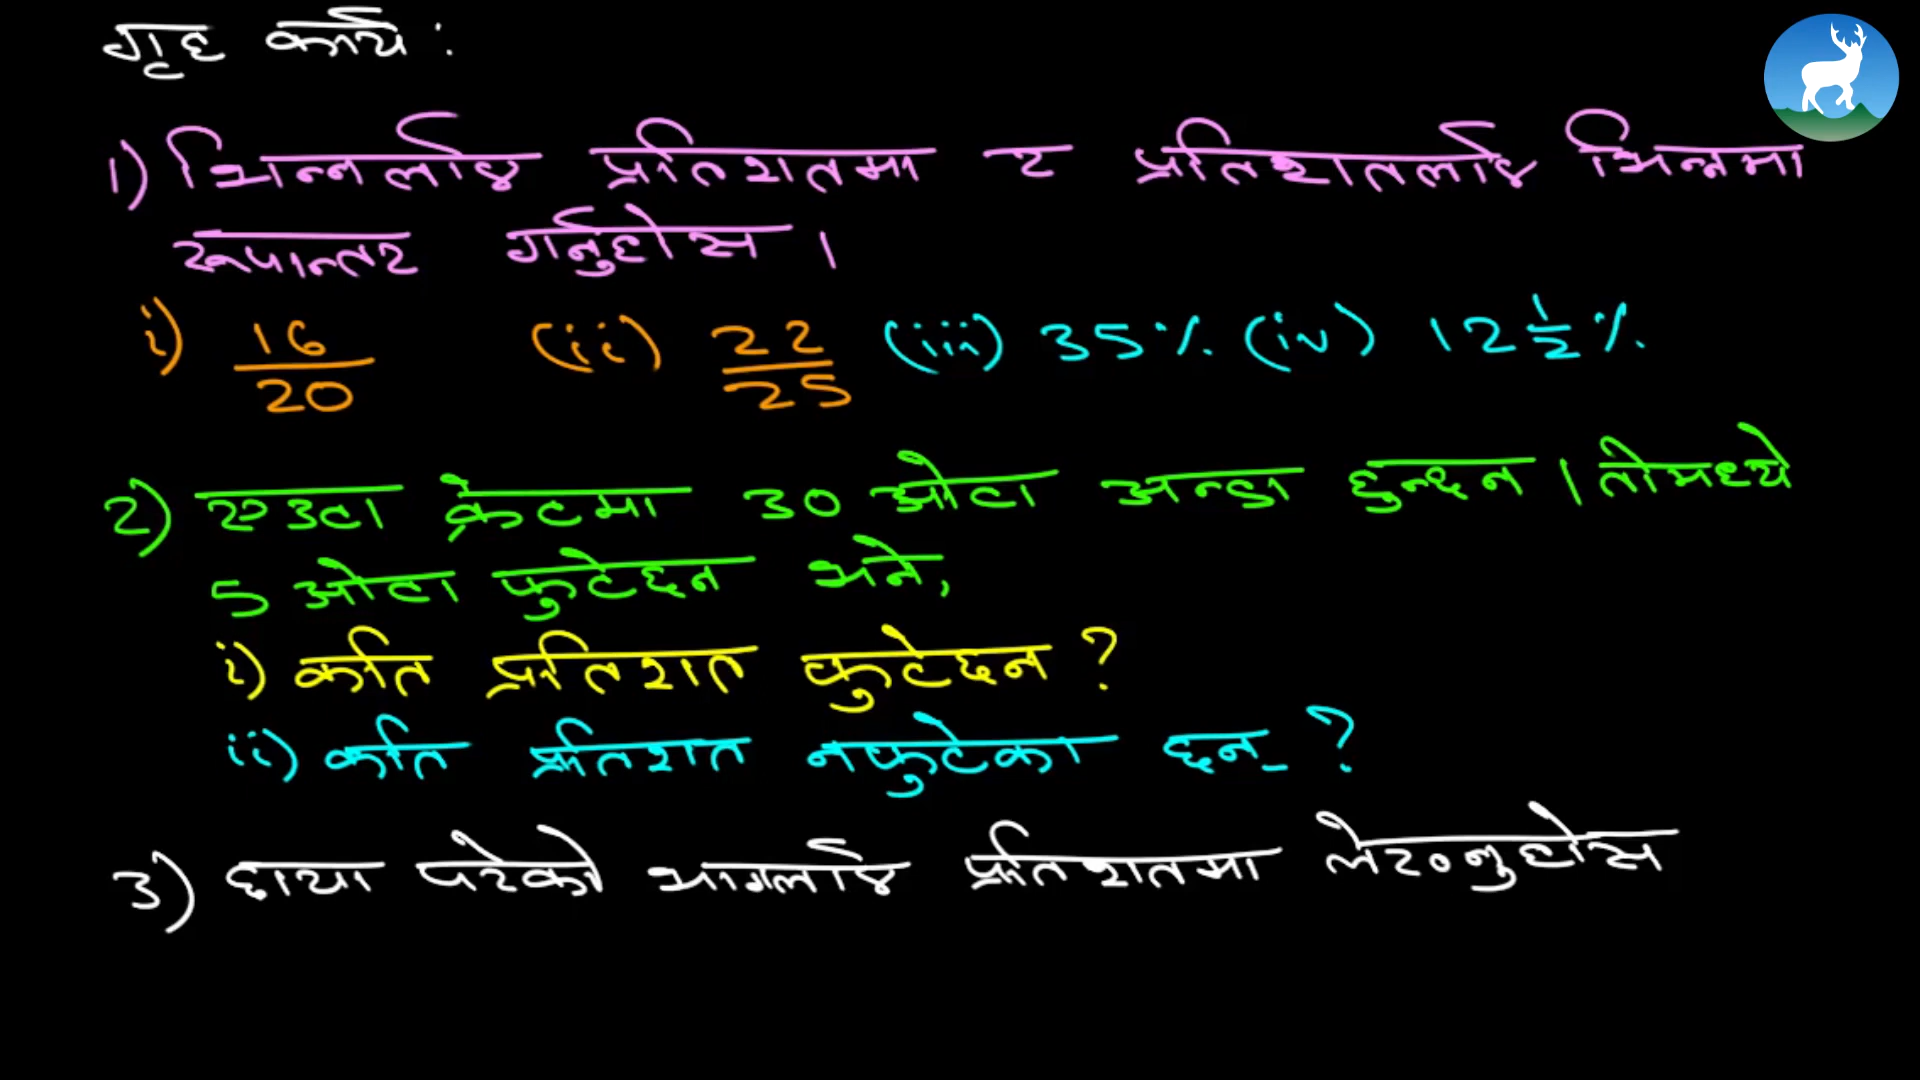 गृह कार्य :
1) भिन्नलाई प्रतिशतमा र प्रतिशतलाई भिन्नमा
रूपान्तर गर्नुहोस ।
i) 16/20 (ii) 22/25 (iii) 35% (iv) 12 1/2 %
2) एउटा क्रेटमा 30 ओटा अन्डा हुन्छन । तीमध्ये
5 ओटा फुटेछन भने,
i) कति प्रतिशत फुटेछन ?
ii) कति प्रतिशत नफुटेका छन् ?
3) छाया परेको भागलाई प्रतिशतमा लेख्नुहोस